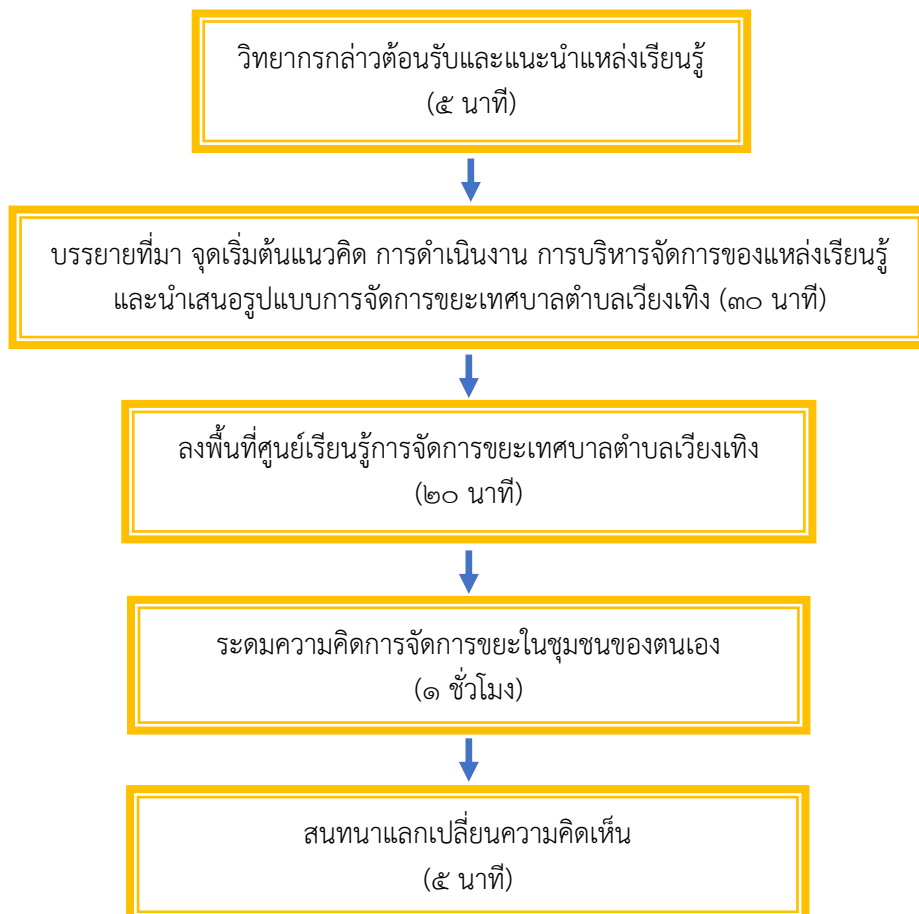 วิทยากรกล่าวต้อนรับและแนะนำแหล่งเรียนรู้
(๕ นาที)
บรรยายที่มา จุดเริ่มต้นแนวคิด การดำเนินงาน การบริหารจัดการของแหล่งเรียนรู้
และนำเสนอรูปแบบการจัดการขยะเทศบาลตำบลเวียงเทิง (๓๐ นาที)
ลงพื้นที่ศูนย์เรียนรู้การจัดการขยะเทศบาลตำบลเวียงเทิง
(๒๐ นาที)
ระดมความคิดการจัดการขยะในชุมชนของตนเอง
(๑ ชั่วโมง)
สนทนาแลกเปลี่ยนความคิดเห็น
(๕ นาที)